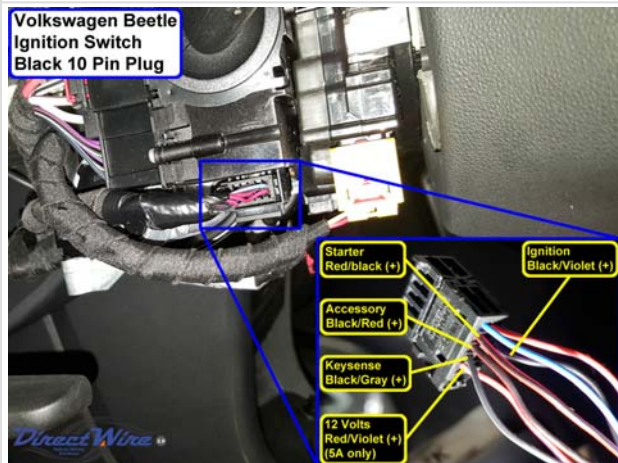 Volkswagen Beetle
Ignition Switch
Black 10 Pin Plug
Starter
Red/black (+)
Ignition
Black/Violet (+)
Accessory
Black/Red (+)
Keysense
Black/Gray (+)
12 Volts
Red/Violet (+)
(5A only)
DirectWire